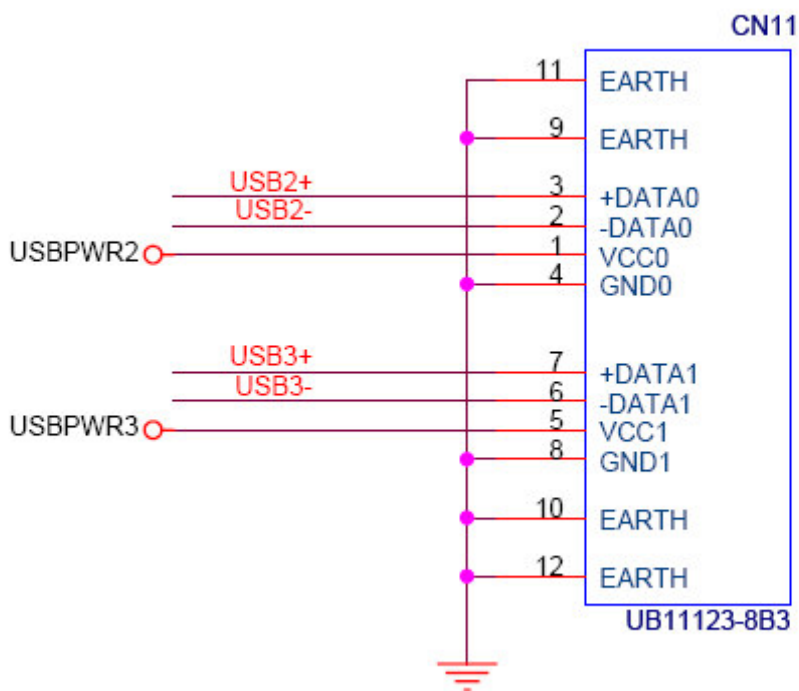 CN11
11 EARTH
9 EARTH
USB2+ 3 +DATA0
USB2- 2 -DATA0
USBPWR2 1 VCC0
4 GND0
USB3+ 7 +DATA1
USB3- 6 -DATA1
USBPWR3 5 VCC1
8 GND1
10 EARTH
12 EARTH
UB11123-8B3